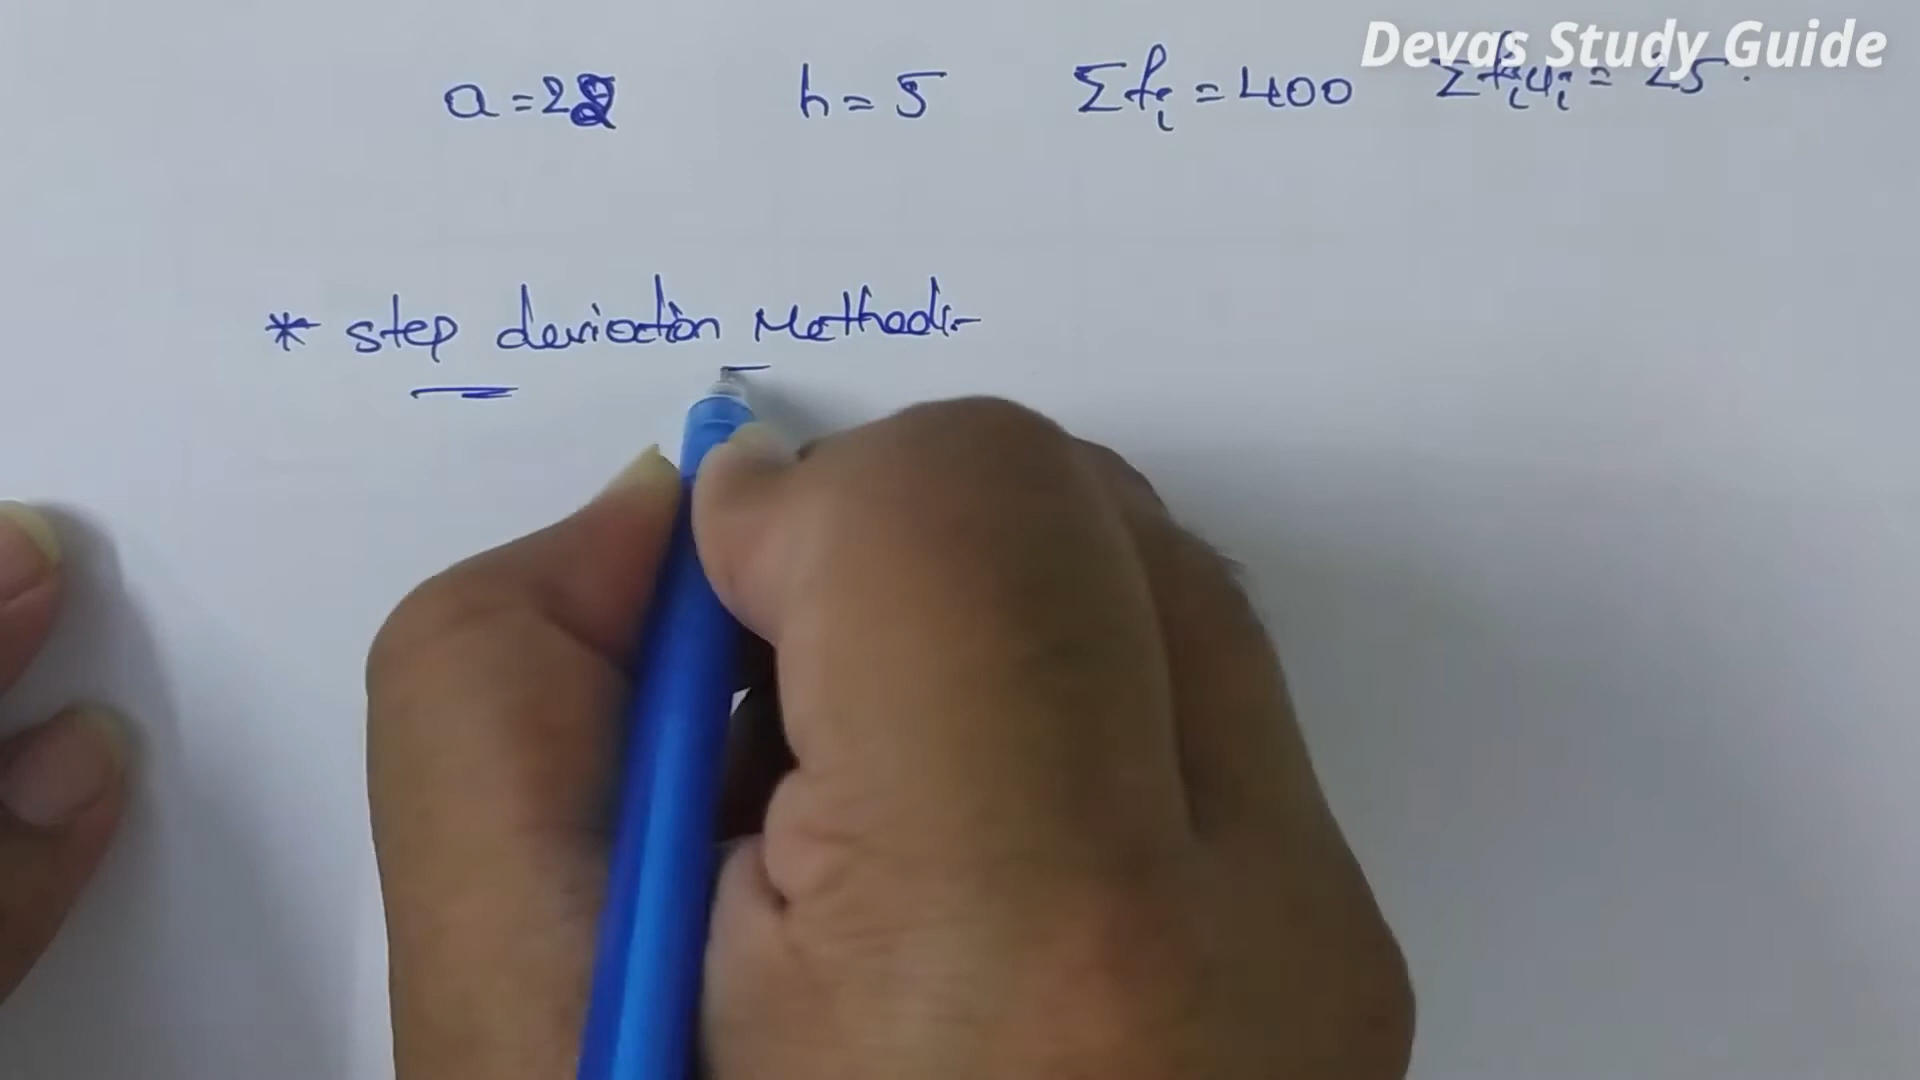 Devas Study Guide
a = 22 h = 5 Σfi = 400 Σfiui = 25.
* step deviation Method:-